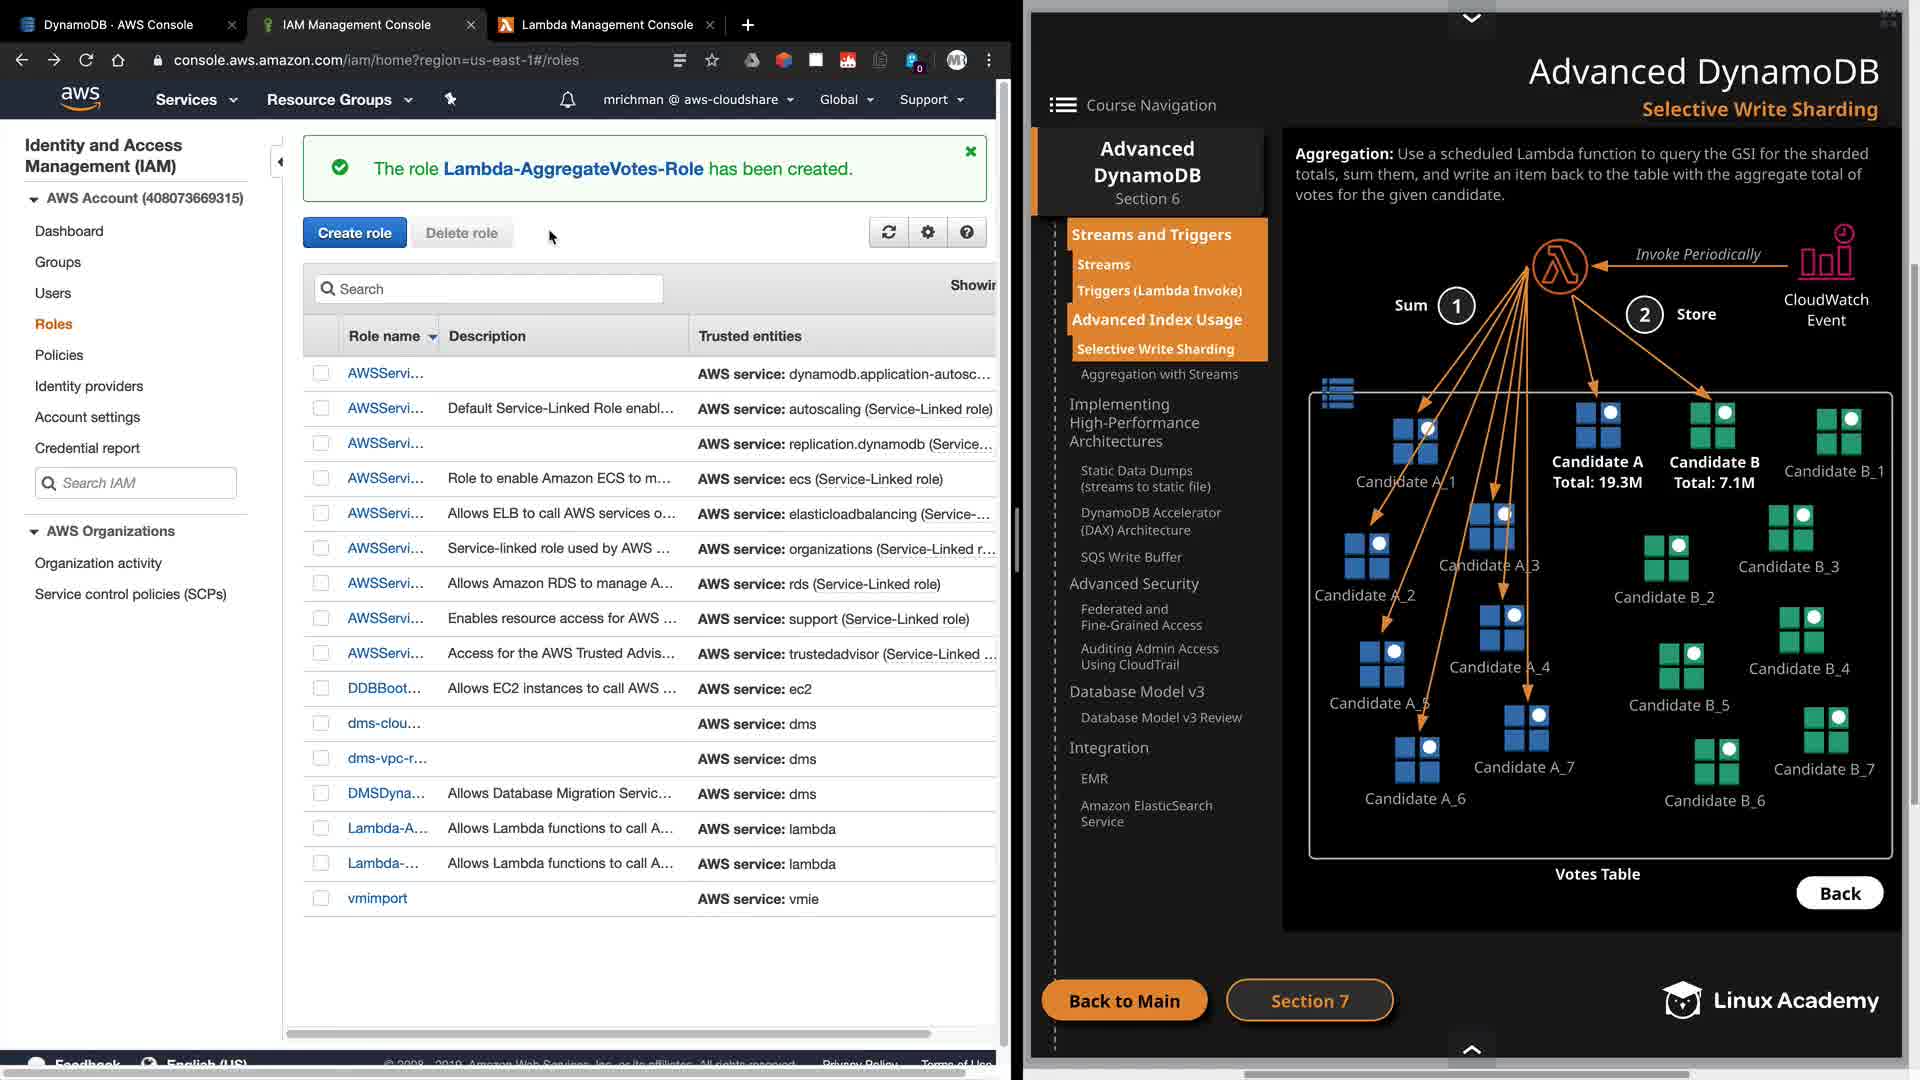 DynamoDB · AWS Console
IAM Management Console
Lambda Management Console
console.aws.amazon.com/iam/home?region=us-east-1#/roles
0
aws
Services
Resource Groups
mrichman @ aws-cloudshare
Global
Support
Identity and Access
Management (IAM)
AWS Account (408073669315)
Dashboard
Groups
Users
Roles
Policies
Identity providers
Account settings
Credential report
Search IAM
AWS Organizations
Organization activity
Service control policies (SCPs)
The role Lambda-AggregateVotes-Role has been created.
Create role
Delete role
Search
Role name
Description
Trusted entities
AWSServi...
AWS service: dynamodb.application-autosc...
AWSServi...
Default Service-Linked Role enabl...
AWS service: autoscaling (Service-Linked role)
AWSServi...
AWS service: replication.dynamodb (Service...
AWSServi...
Role to enable Amazon ECS to m...
AWS service: ecs (Service-Linked role)
AWSServi...
Allows ELB to call AWS services o...
AWS service: elasticloadbalancing (Service-...
AWSServi...
Service-linked role used by AWS ...
AWS service: organizations (Service-Linked r...
AWSServi...
Allows Amazon RDS to manage A...
AWS service: rds (Service-Linked role)
AWSServi...
Enables resource access for AWS ...
AWS service: support (Service-Linked role)
AWSServi...
Access for the AWS Trusted Advis...
AWS service: trustedadvisor (Service-Linked ...
DDBBoot...
Allows EC2 instances to call AWS ...
AWS service: ec2
dms-clou...
AWS service: dms
dms-vpc-r...
AWS service: dms
DMSDyna...
Allows Database Migration Servic...
AWS service: dms
Lambda-A...
Allows Lambda functions to call A...
AWS service: lambda
Lambda-...
Allows Lambda functions to call A...
AWS service: lambda
vmimport
AWS service: vmie
Feedback
English (US)
Privacy Policy
Terms of Use
Advanced DynamoDB
Selective Write Sharding
Course Navigation
Advanced
DynamoDB
Section 6
Streams and Triggers
Streams
Triggers (Lambda Invoke)
Advanced Index Usage
Selective Write Sharding
Aggregation with Streams
Implementing
High-Performance
Architectures
Static Data Dumps
(streams to static file)
DynamoDB Accelerator
(DAX) Architecture
SQS Write Buffer
Advanced Security
Federated and
Fine-Grained Access
Auditing Admin Access
Using CloudTrail
Database Model v3
Database Model v3 Review
Integration
EMR
Amazon ElasticSearch
Service
Aggregation: Use a scheduled Lambda function to query the GSI for the sharded
totals, sum them, and write an item back to the table with the aggregate total of
votes for the given candidate.
Invoke Periodically
CloudWatch
Event
Sum 1
2 Store
Candidate A
Total: 19.3M
Candidate B
Total: 7.1M
Candidate A_1
Candidate A_2
Candidate A_3
Candidate A_4
Candidate A_5
Candidate A_6
Candidate A_7
Candidate B_1
Candidate B_2
Candidate B_3
Candidate B_4
Candidate B_5
Candidate B_6
Candidate B_7
Votes Table
Back
Back to Main
Section 7
Linux Academy